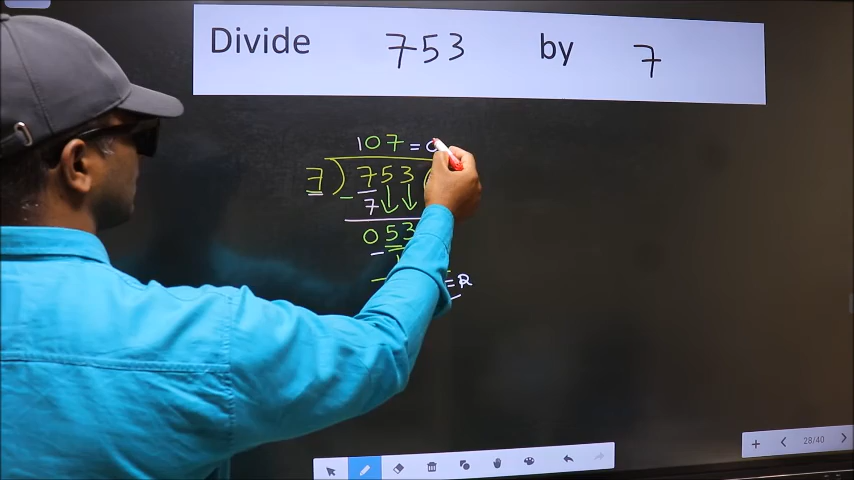 Divide 753 by 7
107 =
7 ) 753
- 7
053
-
- = R
28/40